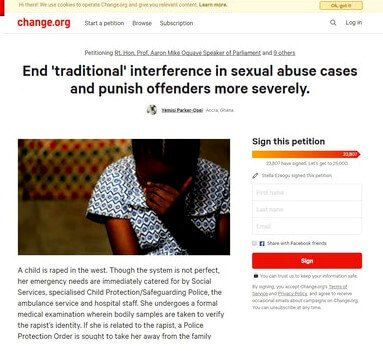 Hi there! We use cookies to operate Change.org and give you relevant content. Learn more.
Ok, got it
change.org
Start a petition
Browse
Subscription
Log in
Petitioning Rt. Hon. Prof. Aaron Mike Oquaye Speaker of Parliament and 9 others
End 'traditional' interference in sexual abuse cases
and punish offenders more severely.
Yemisi Parker-Osei Accra, Ghana
Sign this petition
23,807
23,807 have signed. Let's get to 25,000.
Stella Ezeugu signed this petition
First name
Last name
Email
Share with Facebook friends
Sign
You can trust us to keep your information safe
By signing, you accept Change.org's Terms of
Service and Privacy Policy, and agree to receive
occasional emails about campaigns on Change.org.
You can unsubscribe at any time.
A child is raped in the west. Though the system is not perfect,
her emergency needs are immediately catered for by Social
Services, specialised Child Protection/Safeguarding Police, the
ambulance service and hospital staff. She undergoes a formal
medical examination wherein bodily samples are taken to verify
the rapist's identity. If she is related to the rapist, a Police
Protection Order is sought to take her away from the family